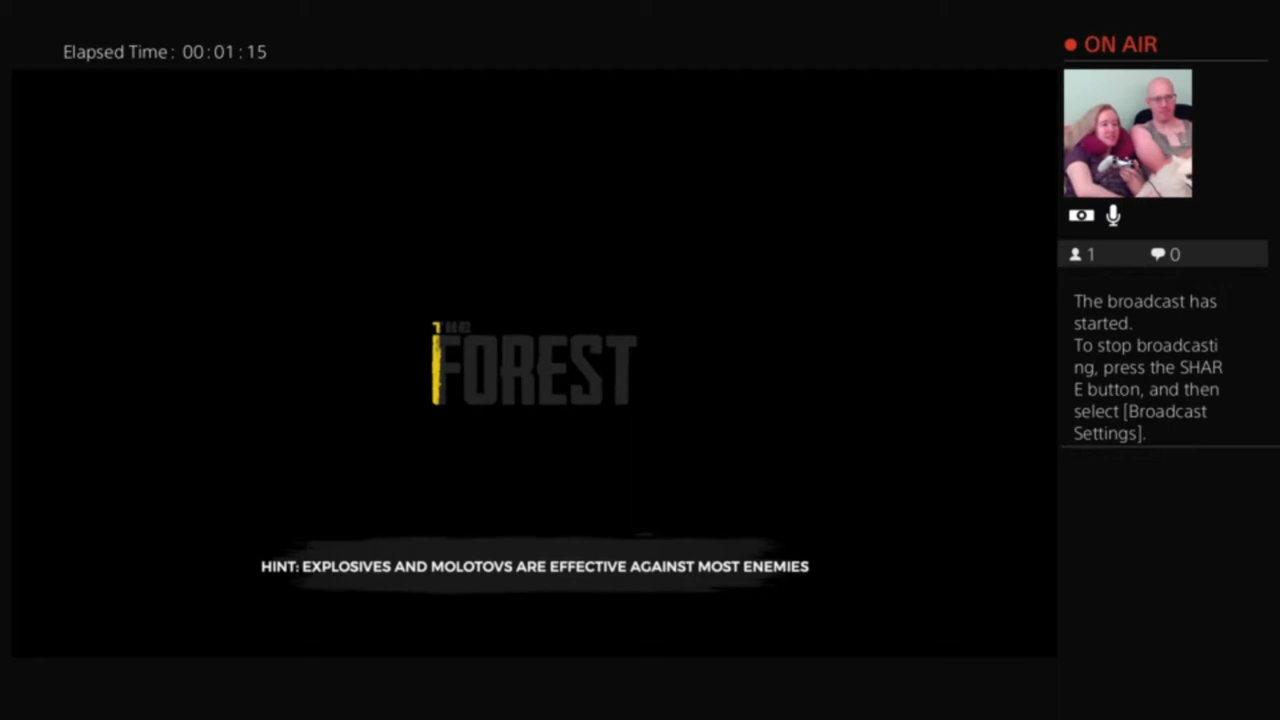 Elapsed Time: 00:01:15
ON AIR
1
0
The broadcast has
started.
To stop broadcasti
ng, press the SHAR
E button, and then
select [Broadcast
Settings].
THE
FOREST
HINT: EXPLOSIVES AND MOLOTOVS ARE EFFECTIVE AGAINST MOST ENEMIES